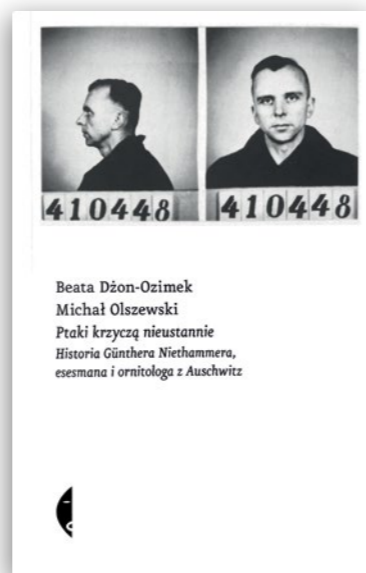 410448
410448
Beata Dżon-Ozimek
Michał Olszewski
Ptaki krzyczą nieustannie
Historia Günthera Niethammera,
esesmana i ornitologa z Auschwitz